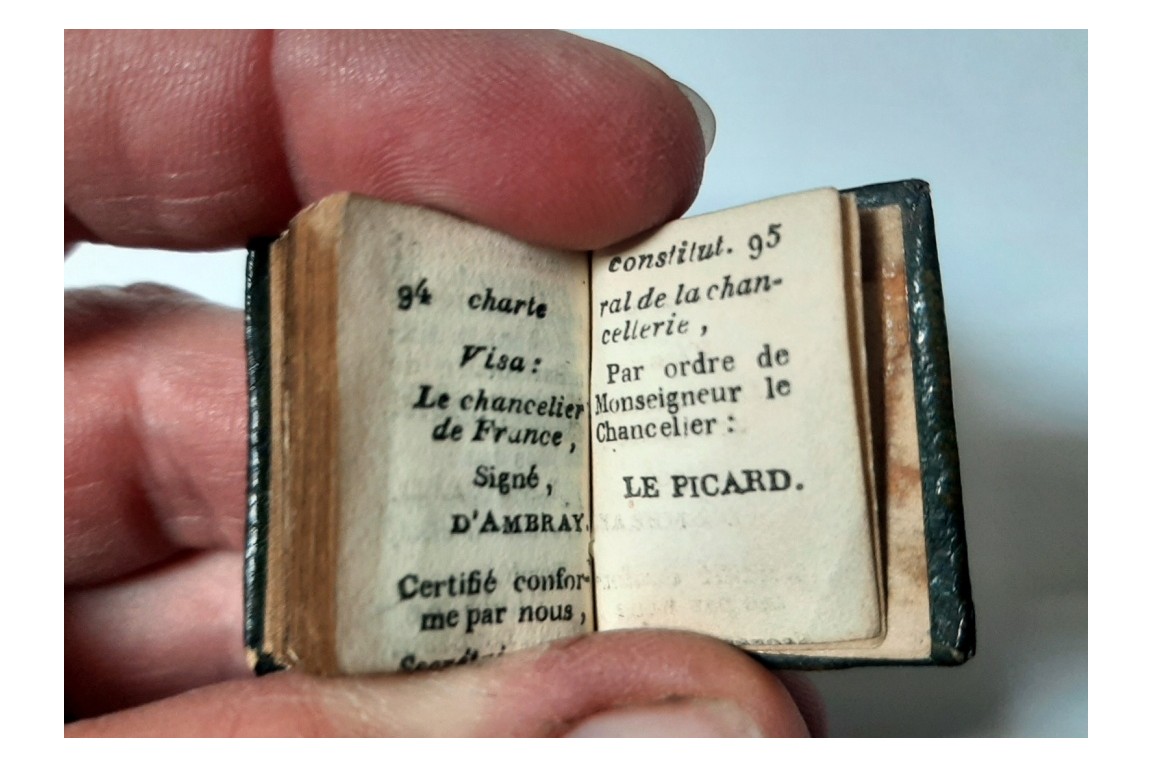 94 charte
Visa:
Le chancelier
de France,
Signé,
D'AMBRAY.
Certifié confor-
me par nous,
constitut. 95
ral de la chan-
cellerie,
Par ordre de
Monseigneur le
Chancelier:
LE PICARD.